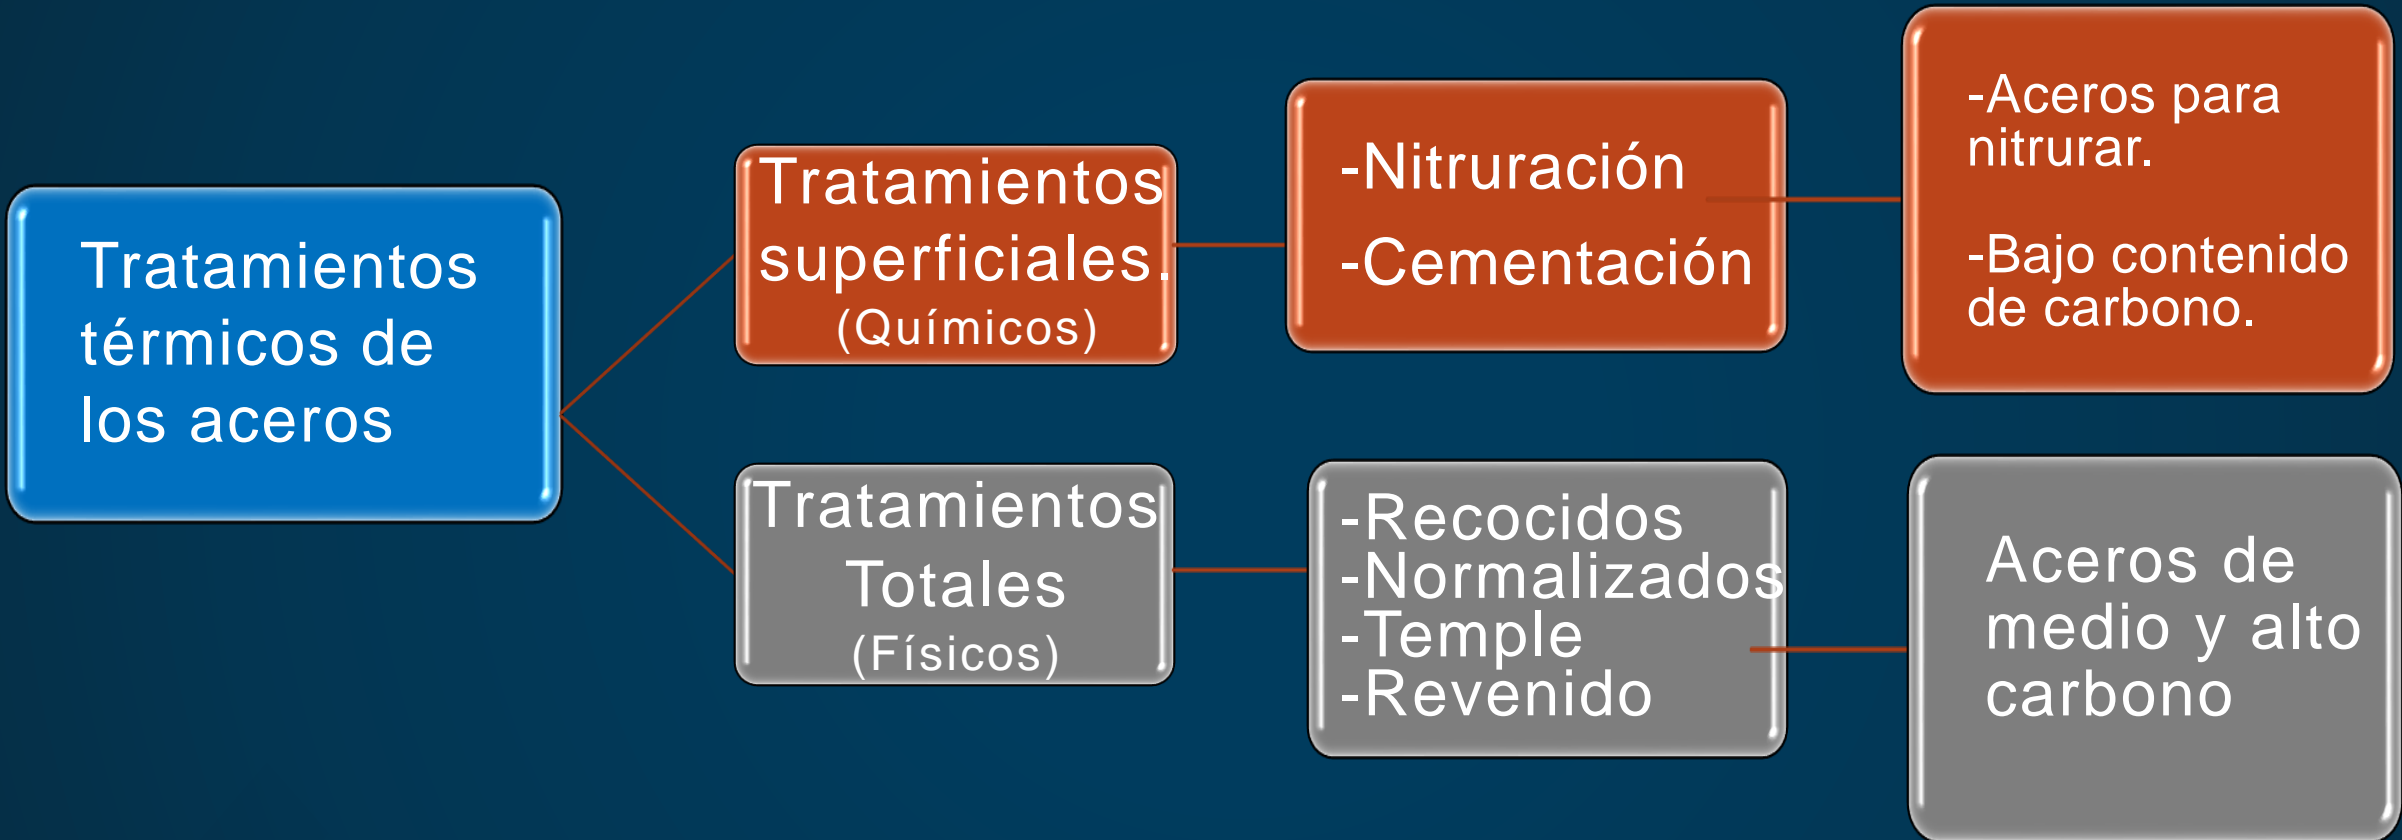 Tratamientos
térmicos de
los aceros
Tratamientos
superficiales.
(Químicos)
-Nitruración
-Cementación
-Aceros para
nitrurar.
-Bajo contenido
de carbono.
Tratamientos
Totales
(Físicos)
-Recocidos
-Normalizados
-Temple
-Revenido
Aceros de
medio y alto
carbono